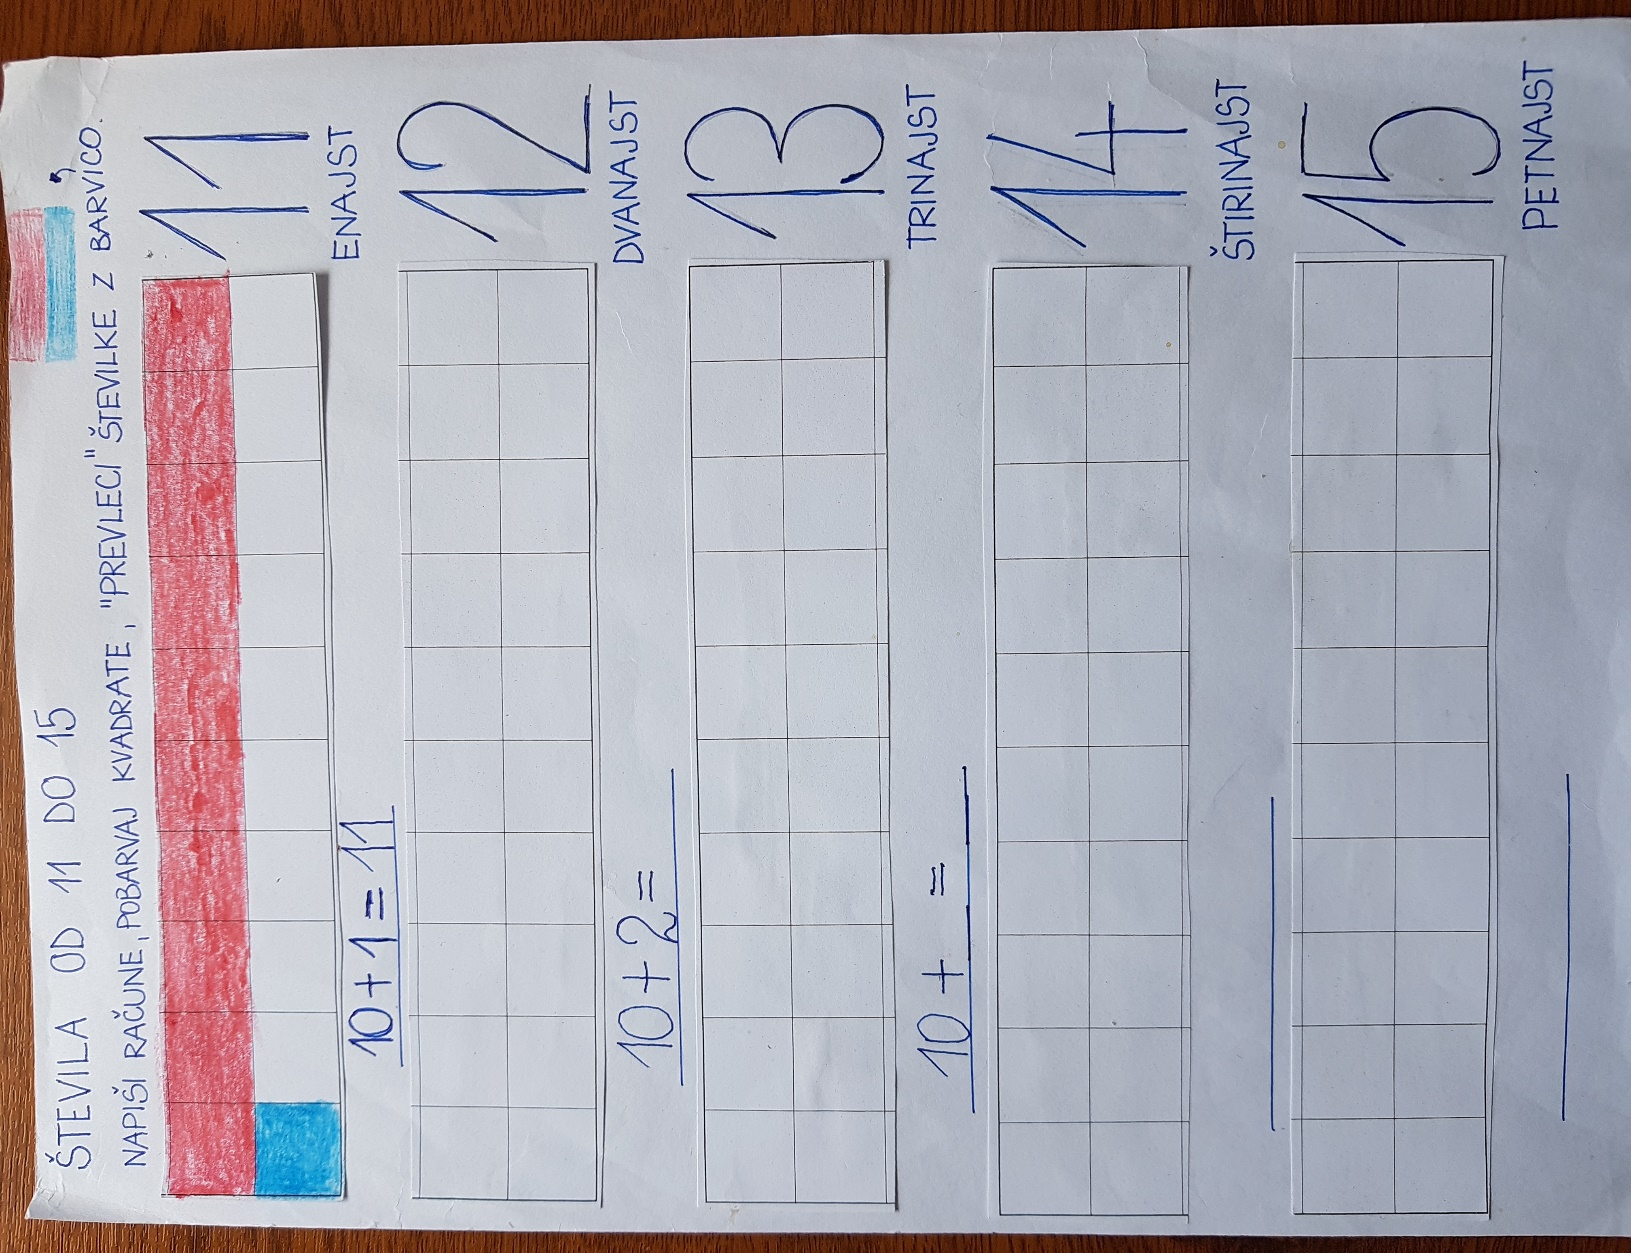 ŠTEVILA OD 11 DO 15
NAPIŠI RAČUNE, POBARVAJ KVADRATE, "PREVLECI" ŠTEVILKE Z BARVICO.
11
ENAJST
10+1=11
12
DVANAJST
10+2=
13
TRINAJST
10+ =
14
ŠTIRINAJST
15
PETNAJST